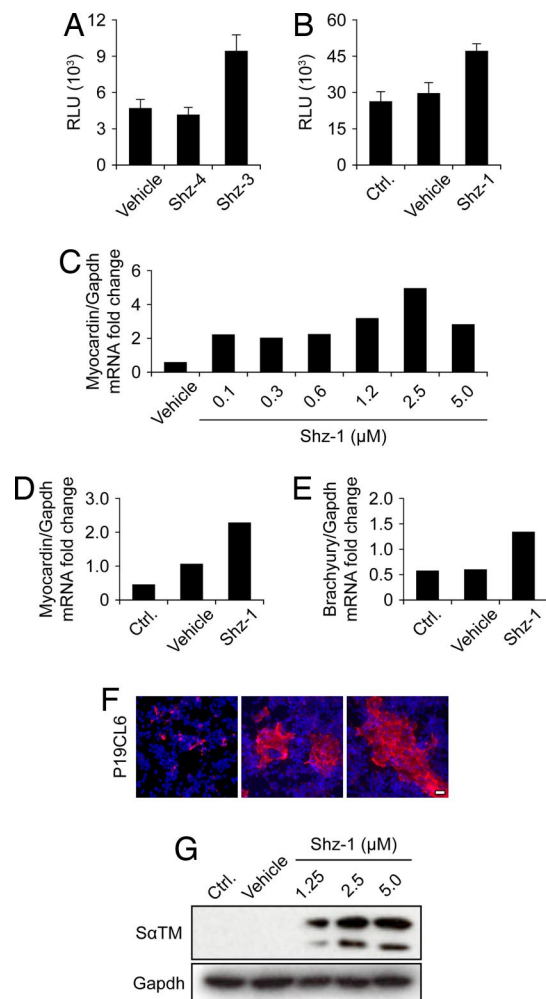 A
RLU (10³)
12
9
6
3
0
Vehicle
Shz-4
Shz-3
B
RLU (10³)
60
45
30
15
0
Ctrl.
Vehicle
Shz-1
C
Myocardin/Gapdh
mRNA fold change
6
4
2
0
Vehicle
0.1
0.3
0.6
1.2
2.5
5.0
Shz-1 (µM)
D
Myocardin/Gapdh
mRNA fold change
3.0
2.0
1.0
0.0
Ctrl.
Vehicle
Shz-1
E
Brachyury/Gapdh
mRNA fold change
2.0
1.5
1.0
0.5
0.0
Ctrl.
Vehicle
Shz-1
F
P19CL6
G
Shz-1 (µM)
Ctrl.
Vehicle
1.25
2.5
5.0
SαTM
Gapdh